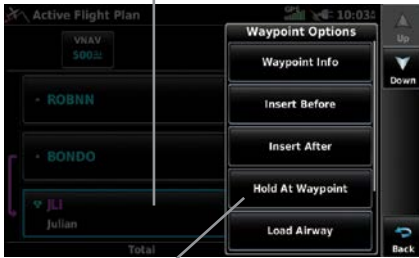 Active Flight Plan
GPS
10:03
VNAV
500
Waypoint Options
Up
Waypoint Info
Down
ROBNN
Insert Before
BONDO
Insert After
JLI
Julian
Hold At Waypoint
Load Airway
Total
Back